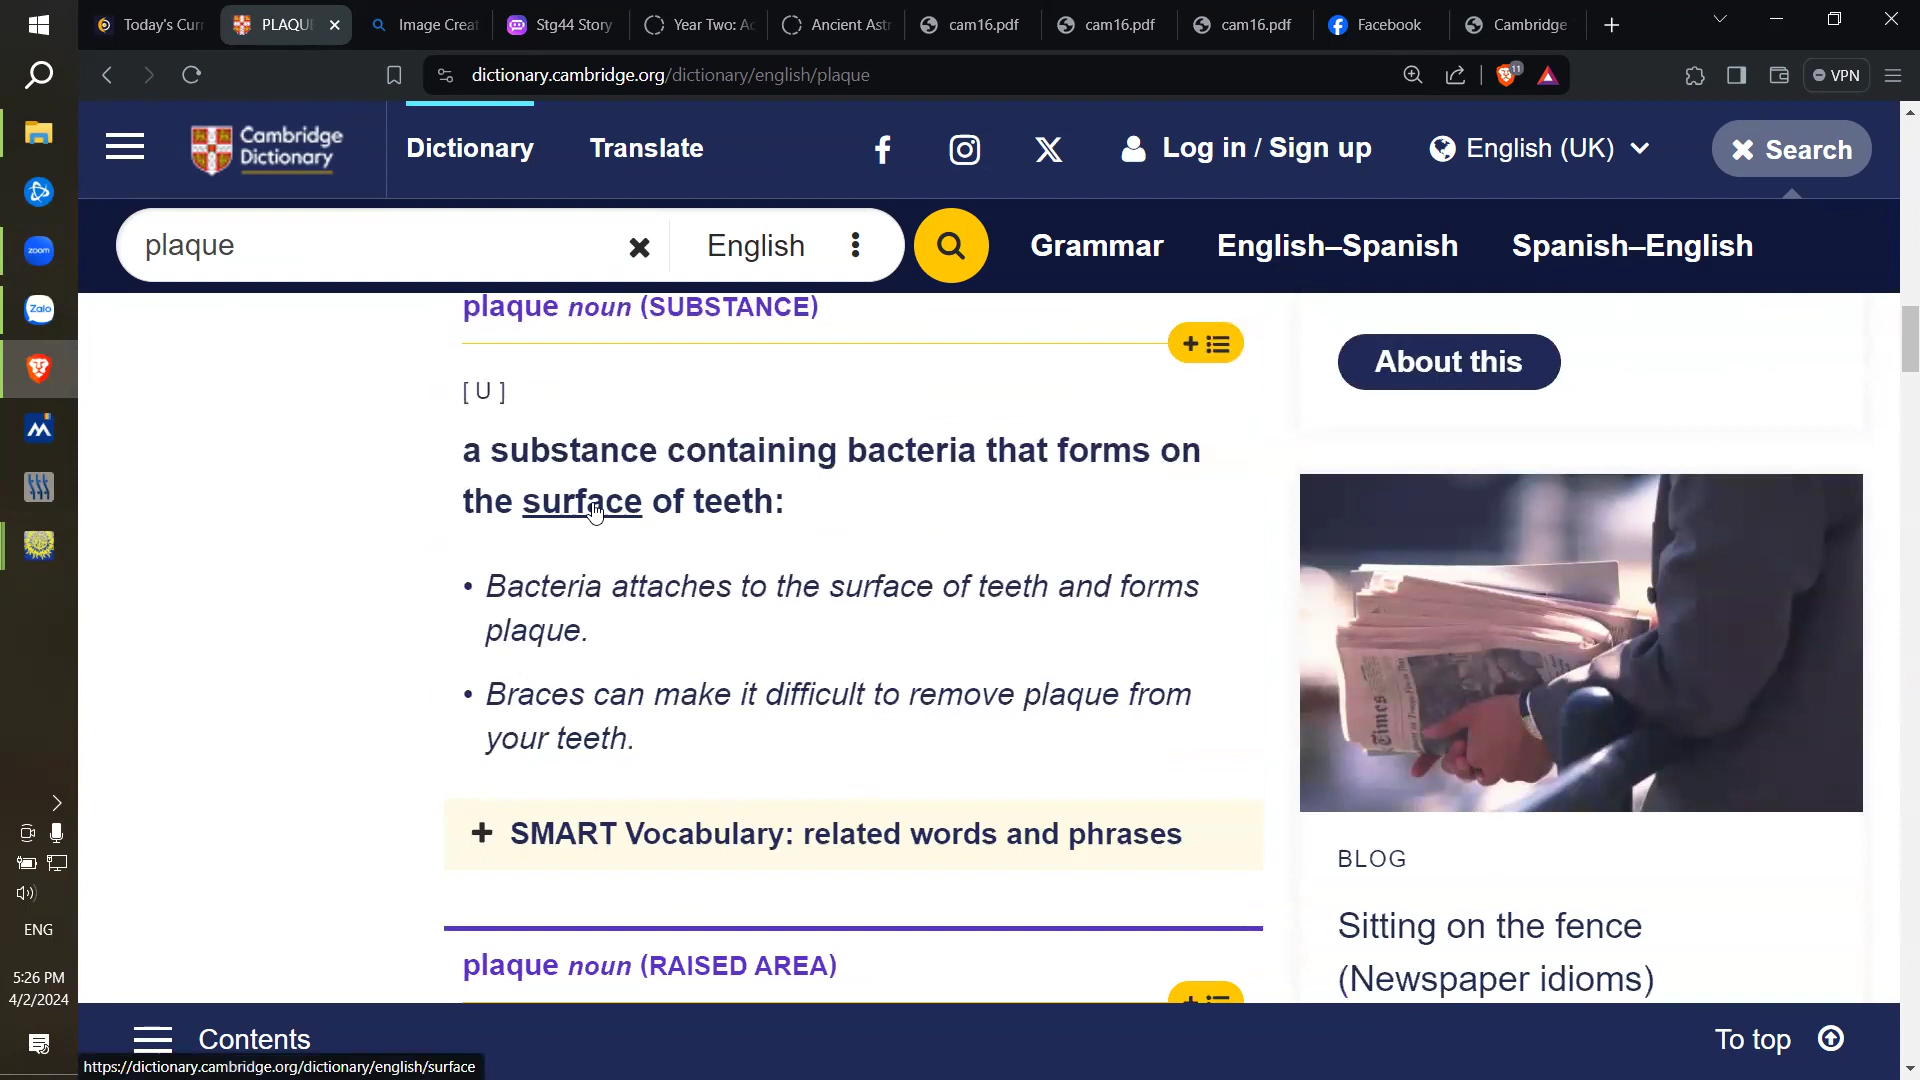 Today's Curr
PLAQU
Image Creat
Stg44 Story
Year Two: Ac
Ancient Astr
cam16.pdf
cam16.pdf
cam16.pdf
Facebook
Cambridge
dictionary.cambridge.org/dictionary/english/plaque
11
VPN
Cambridge
Dictionary
Dictionary
Translate
Log in / Sign up
English (UK)
Search
plaque
English
Grammar
English–Spanish
Spanish–English
zoom
Zalo
plaque noun (SUBSTANCE)
[ U ]
a substance containing bacteria that forms on
the surface of teeth:
• Bacteria attaches to the surface of teeth and forms
plaque.
• Braces can make it difficult to remove plaque from
your teeth.
+ SMART Vocabulary: related words and phrases
plaque noun (RAISED AREA)
About this
Times
BLOG
Sitting on the fence
(Newspaper idioms)
ENG
5:26 PM
4/2/2024
Contents
To top
https://dictionary.cambridge.org/dictionary/english/surface